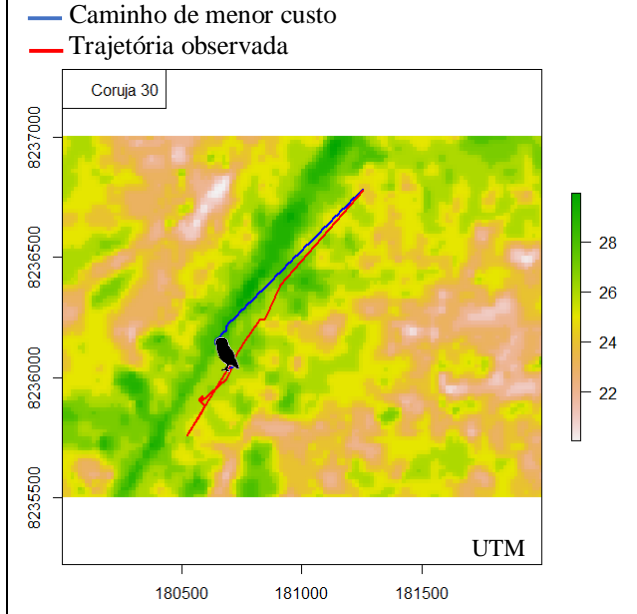 Caminho de menor custo
Trajetória observada
Coruja 30
8237000
8236500
8236000
8235500
28
26
24
22
UTM
180500 181000 181500